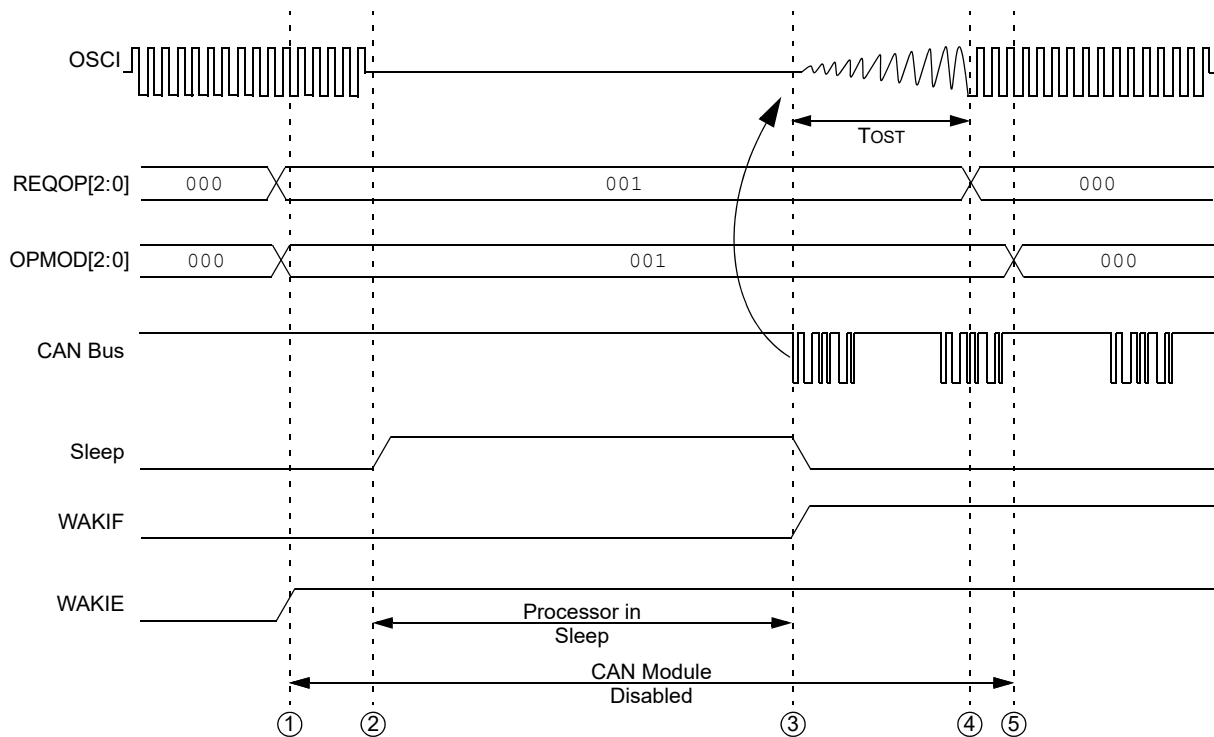 OSCI
TOST
REQOP[2:0]
000
001
000
OPMOD[2:0]
000
001
000
CAN Bus
Sleep
WAKIF
WAKIE
Processor in
Sleep
CAN Module
Disabled
① ② ③ ④ ⑤